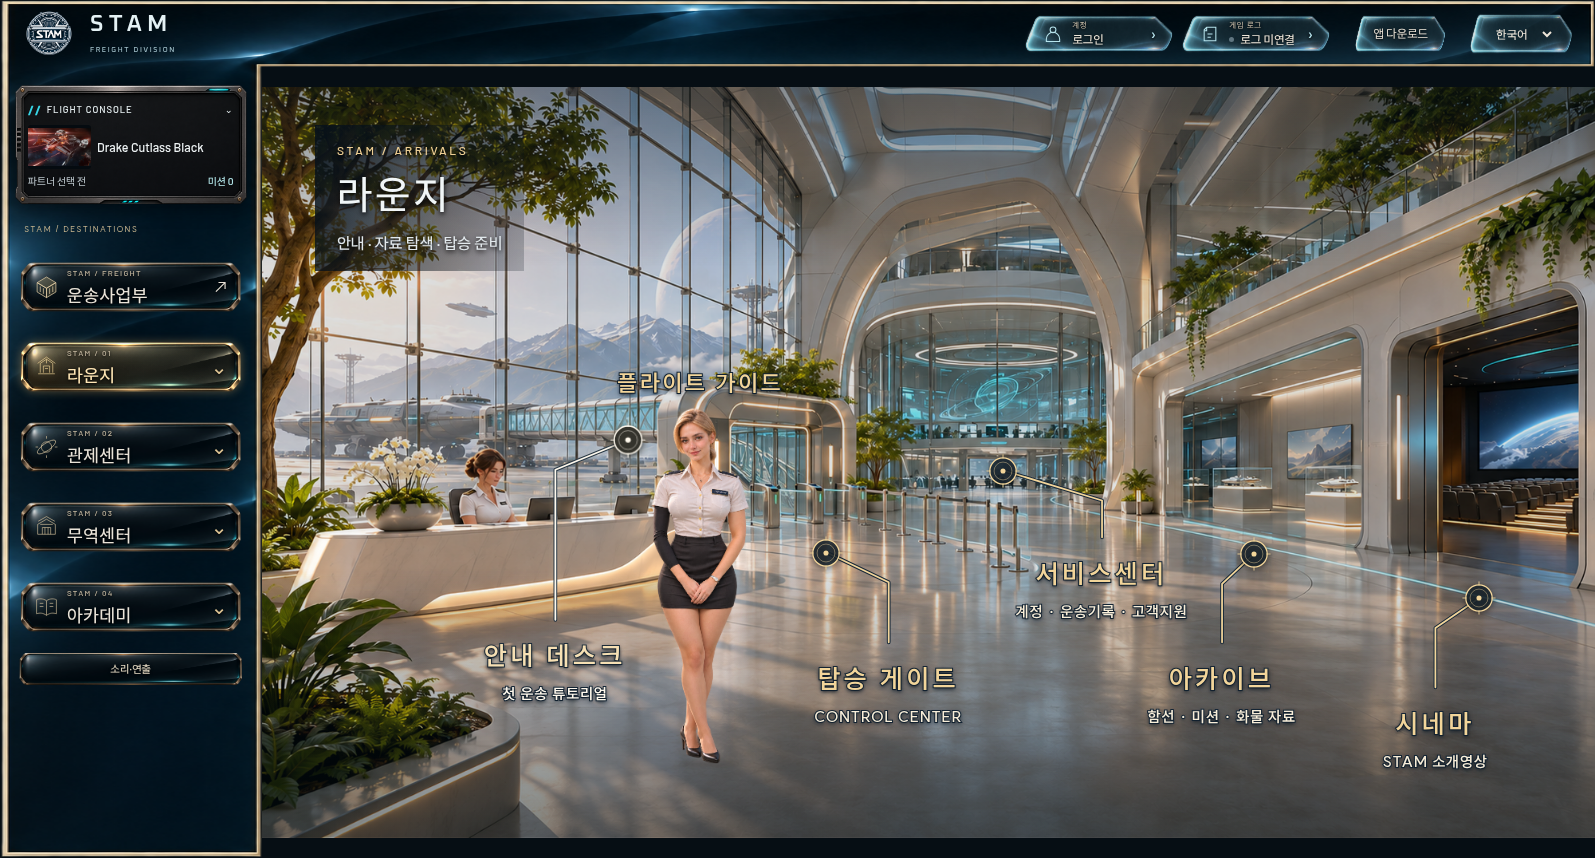 STAM
STAM
FREIGHT DIVISION
계정
로그인
게임 로그
로그 미연결
앱 다운로드
한국어
// FLIGHT CONSOLE
Drake Cutlass Black
파트너 선택 전
미션 0
STAM / DESTINATIONS
STAM / FREIGHT
운송사업부
STAM / 01
라운지
STAM / 02
관제센터
STAM / 03
무역센터
STAM / 04
아카데미
소리·연출
STAM / ARRIVALS
라운지
안내 · 자료 탐색 · 탑승 준비
플라이트 가이드
안내 데스크
첫 운송 튜토리얼
탑승 게이트
CONTROL CENTER
서비스센터
계정 · 운송기록 · 고객지원
아카이브
함선 · 미션 · 화물 자료
시네마
STAM 소개영상